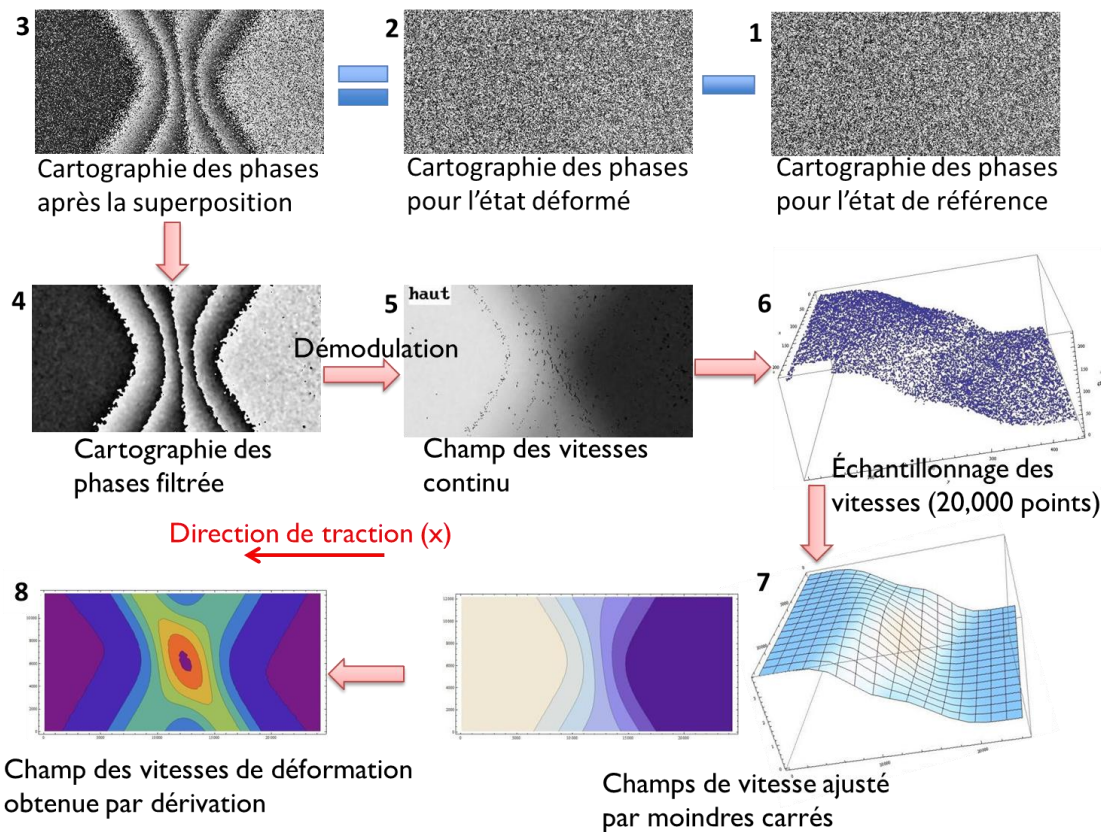 3
2
1
Cartographie des phases
après la superposition
Cartographie des phases
pour l’état déformé
Cartographie des phases
pour l’état de référence
4
5
haut
6
Démodulation
Cartographie des
phases filtrée
Champ des vitesses
continu
Échantillonnage des
vitesses (20,000 points)
Direction de traction (x)
8
7
Champ des vitesses de déformation
obtenue par dérivation
Champs de vitesse ajusté
par moindres carrés